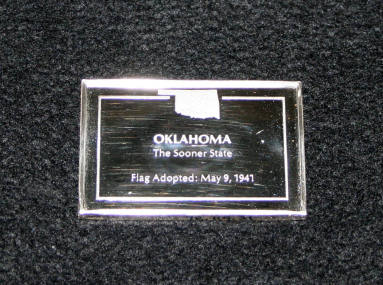 OKLAHOMA
The Sooner State
Flag Adopted: May 9, 1941